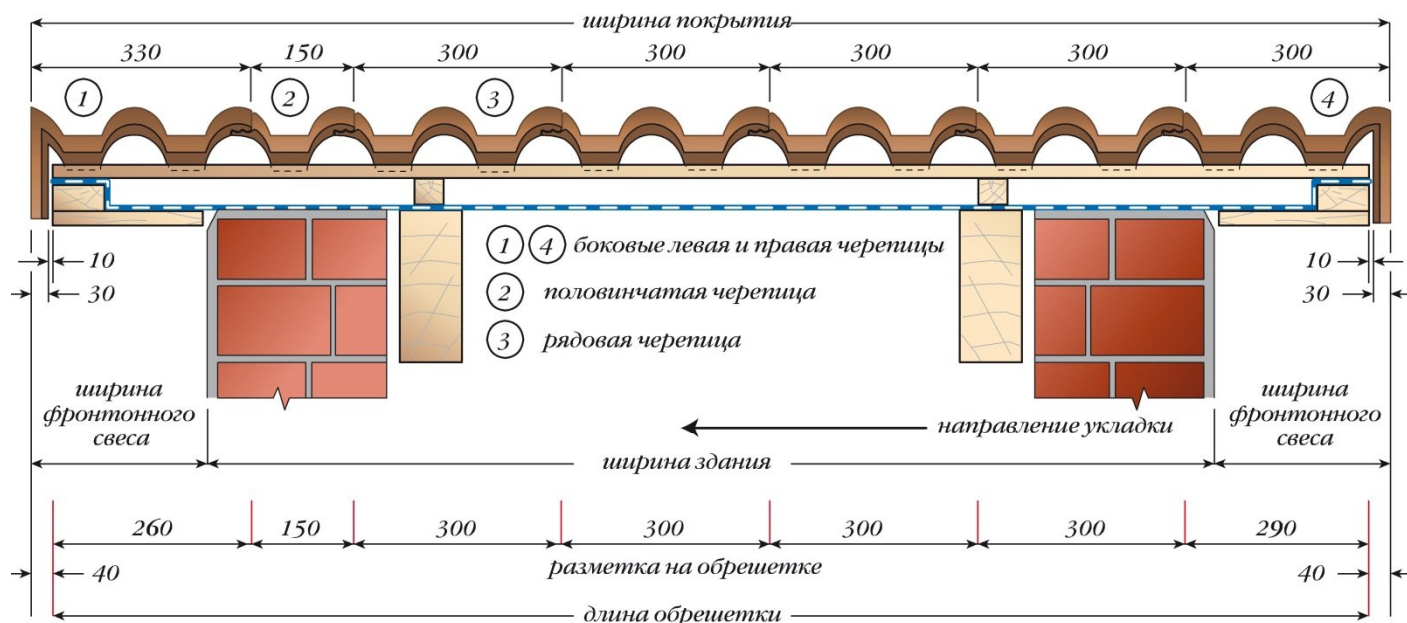 ширина покрытия
330 150 300 300 300 300 300
1 2 3 4
1 4 боковые левая и правая черепицы
10 10
30 2 половинчатая черепица 30
3 рядовая черепица
ширина фронтонного свеса
ширина фронтонного свеса
направление укладки
ширина здания
260 150 300 300 300 300 290
40 разметка на обрешетке 40
длина обрешетки